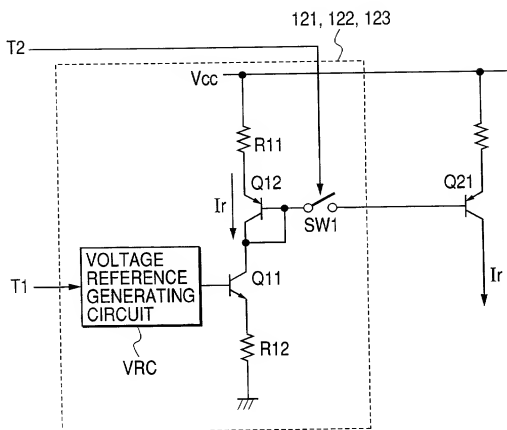 121, 122, 123
T2
Vcc
R11
Q12
Q21
Ir
SW1
VOLTAGE
REFERENCE
GENERATING
CIRCUIT
Q11
Ir
T1
R12
VRC